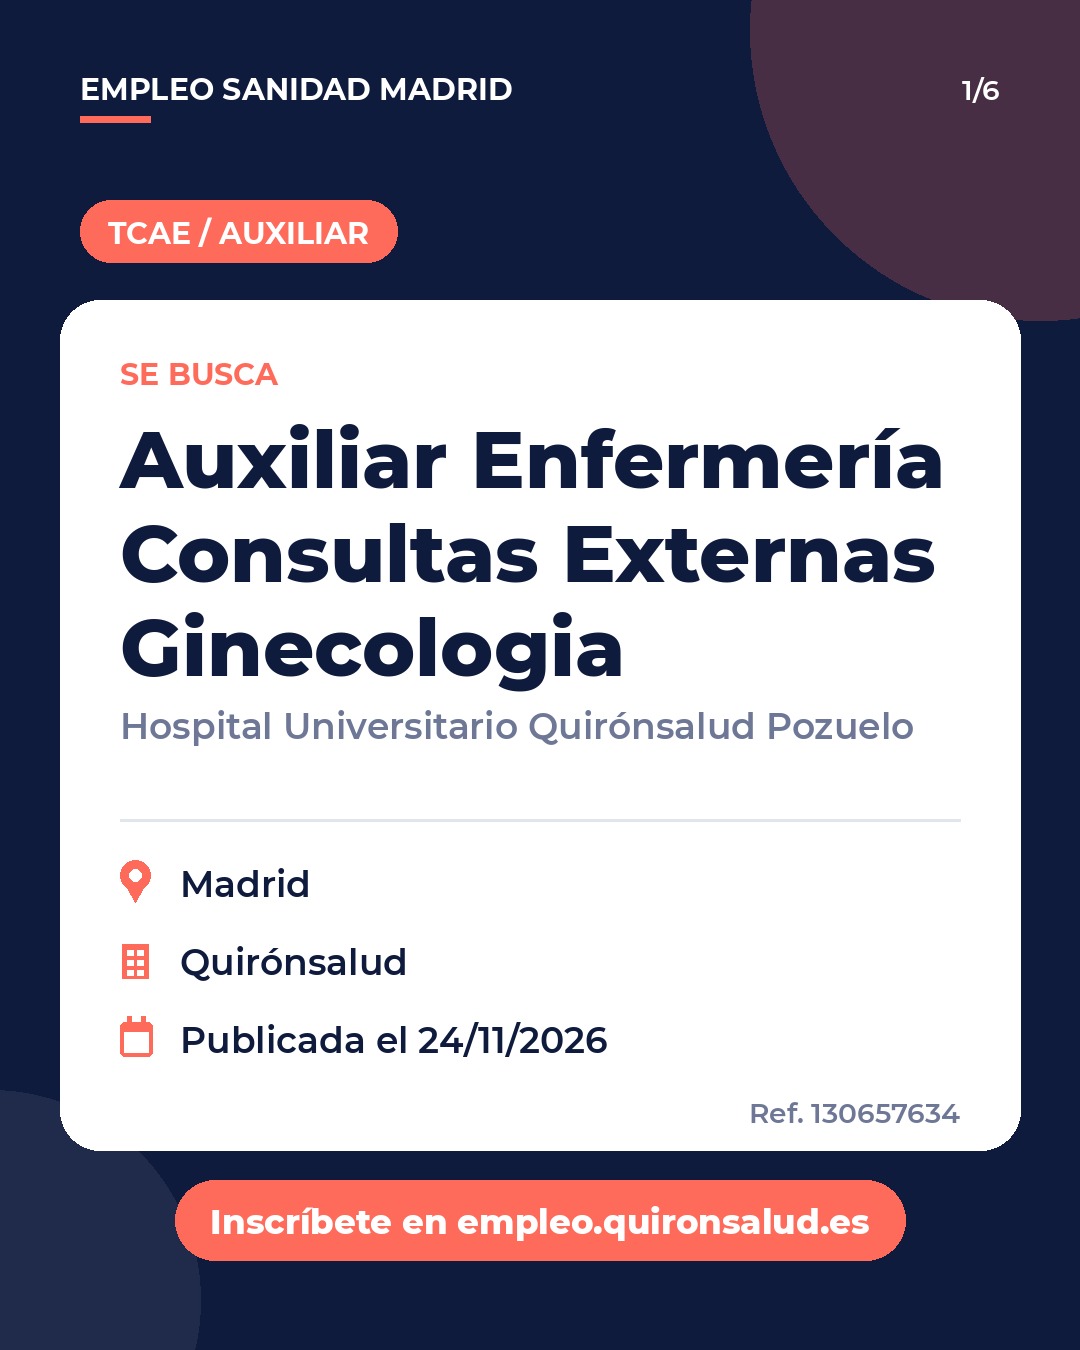 EMPLEO SANIDAD MADRID
1/6
TCAE / AUXILIAR
SE BUSCA
Auxiliar Enfermería
Consultas Externas
Ginecologia
Hospital Universitario Quirónsalud Pozuelo
Madrid
Quirónsalud
Publicada el 24/11/2026
Ref. 130657634
Inscríbete en empleo.quironsalud.es